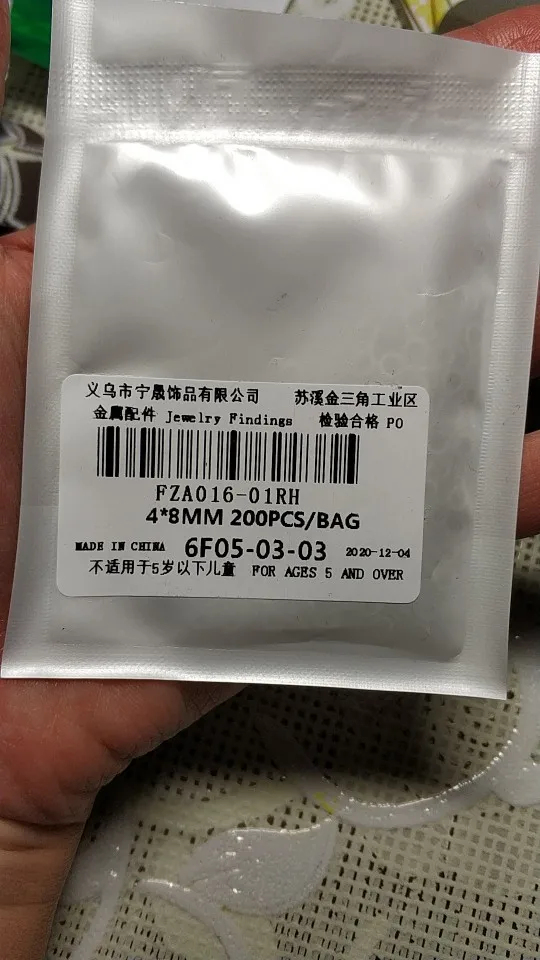 义乌市宁晟饰品有限公司 苏溪金三角工业区
金属配件 Jewelry Findings 检验合格 PO
FZA016-01RH
4*8MM 200PCS/BAG
MADE IN CHINA 6F05-03-03 2020-12-04
不适用于5岁以下儿童 FOR AGES 5 AND OVER